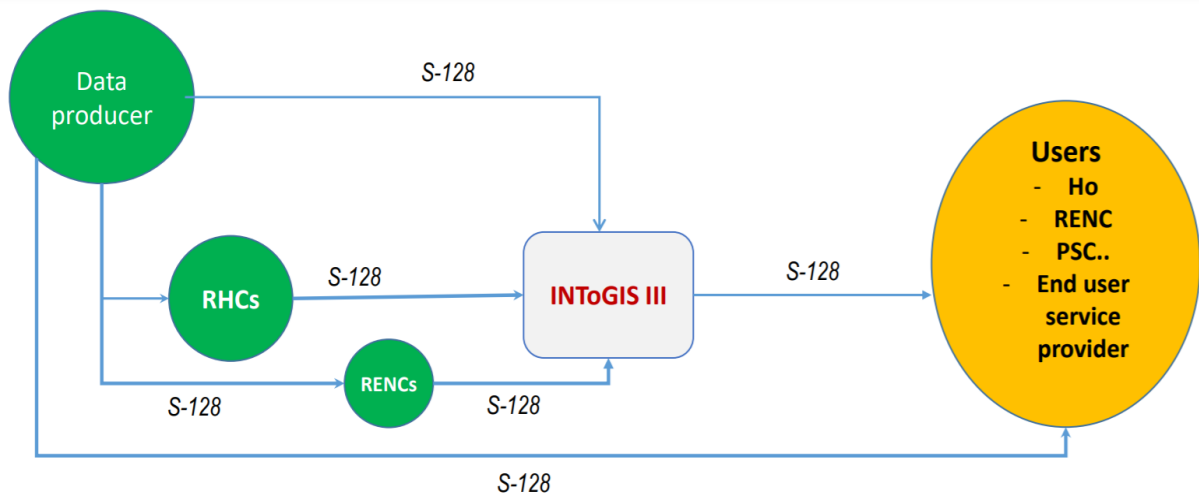 Data
producer
S-128
Users
- Ho
- RENC
- PSC..
- End user
service
provider
RHCs
S-128
INToGIS III
S-128
RENCs
S-128
S-128
S-128